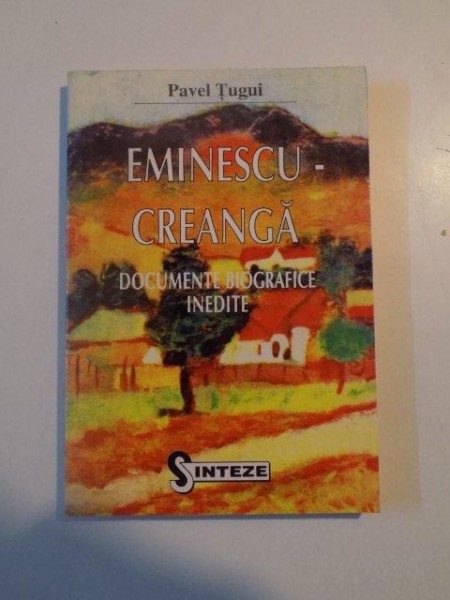 Pavel Țugui
EMINESCU -
CREANGĂ
DOCUMENTE BIOGRAFICE
INEDITE
SINTEZE